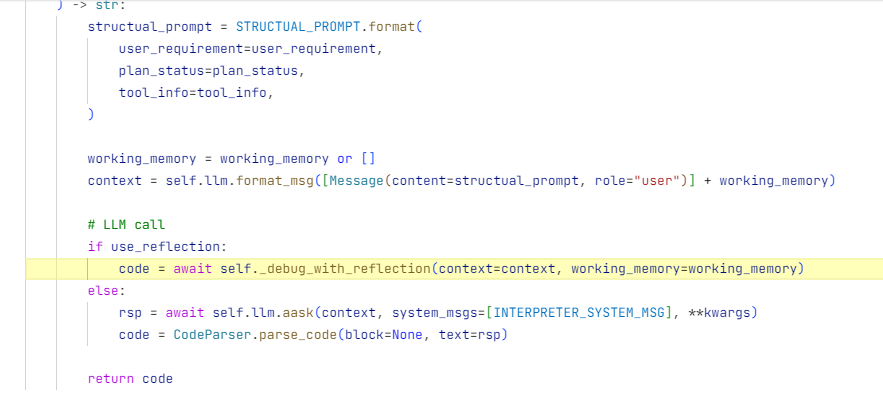 ) -> str:
structual_prompt = STRUCTUAL_PROMPT.format(
user_requirement=user_requirement,
plan_status=plan_status,
tool_info=tool_info,
)
working_memory = working_memory or []
context = self.llm.format_msg([Message(content=structual_prompt, role="user")] + working_memory)
# LLM call
if use_reflection:
code = await self._debug_with_reflection(context=context, working_memory=working_memory)
else:
rsp = await self.llm.aask(context, system_msgs=[INTERPRETER_SYSTEM_MSG], **kwargs)
code = CodeParser.parse_code(block=None, text=rsp)
return code